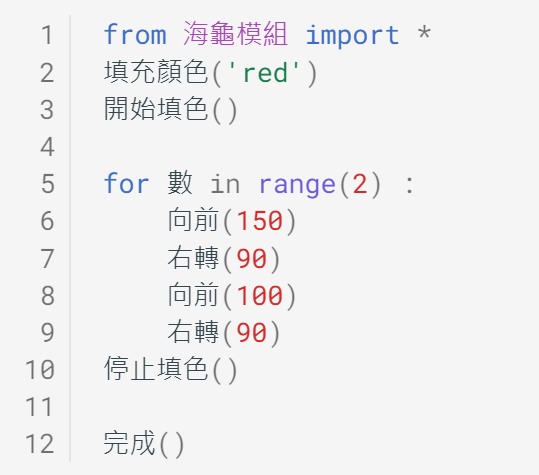 1 from 海龜模組 import *
2 填充顏色('red')
3 開始填色()
4
5 for 數 in range(2) :
6     向前(150)
7     右轉(90)
8     向前(100)
9     右轉(90)
10 停止填色()
11
12 完成()